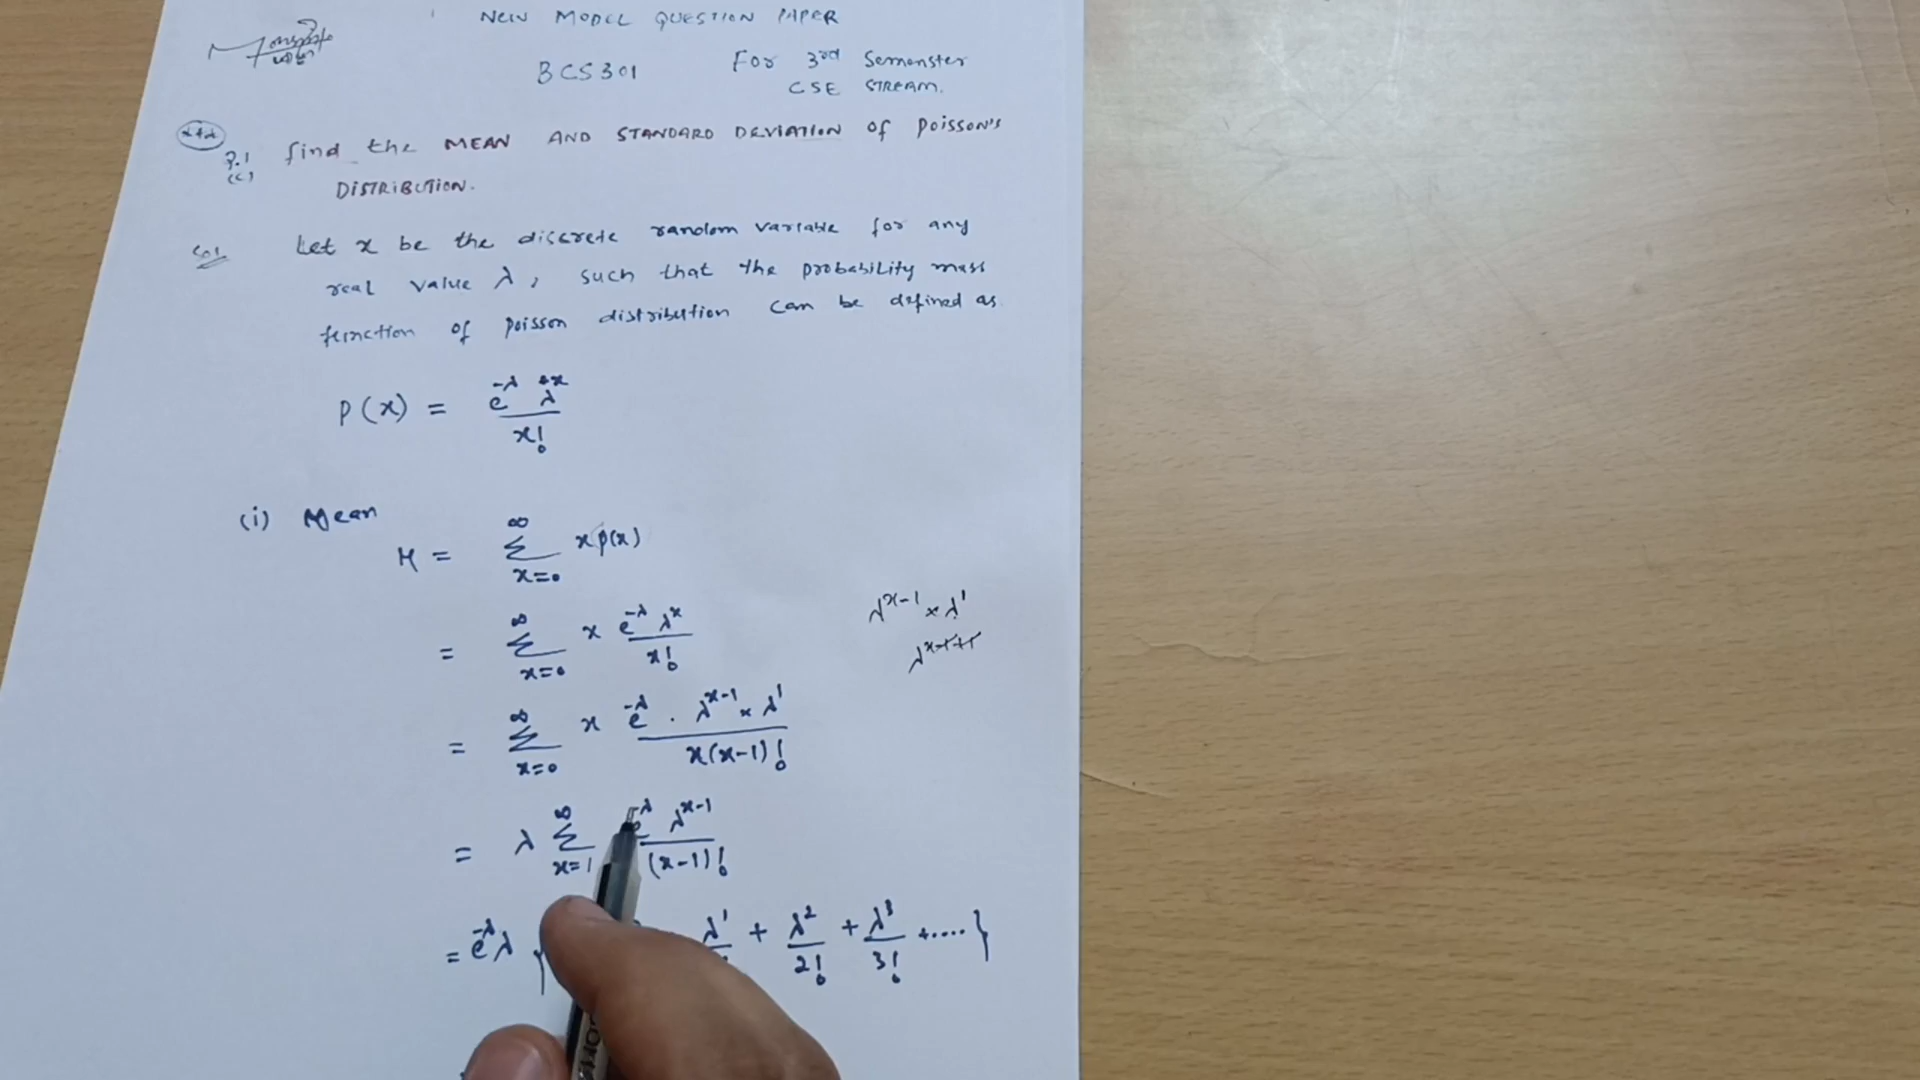 NEW MODEL QUESTION PAPER
BCS301 For 3rd Semenster
CSE STREAM.
Q.1 find the MEAN AND STANDARD DEVIATION of Poisson's
(c)
DISTRIBUTION.
Sol Let x be the discrete random variable for any
real value λ, such that the probability mass
function of poisson distribution can be defined as
P(x) = e^{-λ} λ^x / x!
(i) Mean
M = Σ_{x=0}^{∞} x p(x)
= Σ_{x=0}^{∞} x e^{-λ} λ^x / x!
λ^{x-1} × λ^1
λ^{x-1+1}
= Σ_{x=0}^{∞} x e^{-λ} . λ^{x-1} × λ^1 / x(x-1)!
= λ Σ_{x=1}^{∞} e^{-λ} λ^{x-1} / (x-1)!
= e^{-λ} λ { λ^1 + λ^2/2! + λ^3/3! + .... }